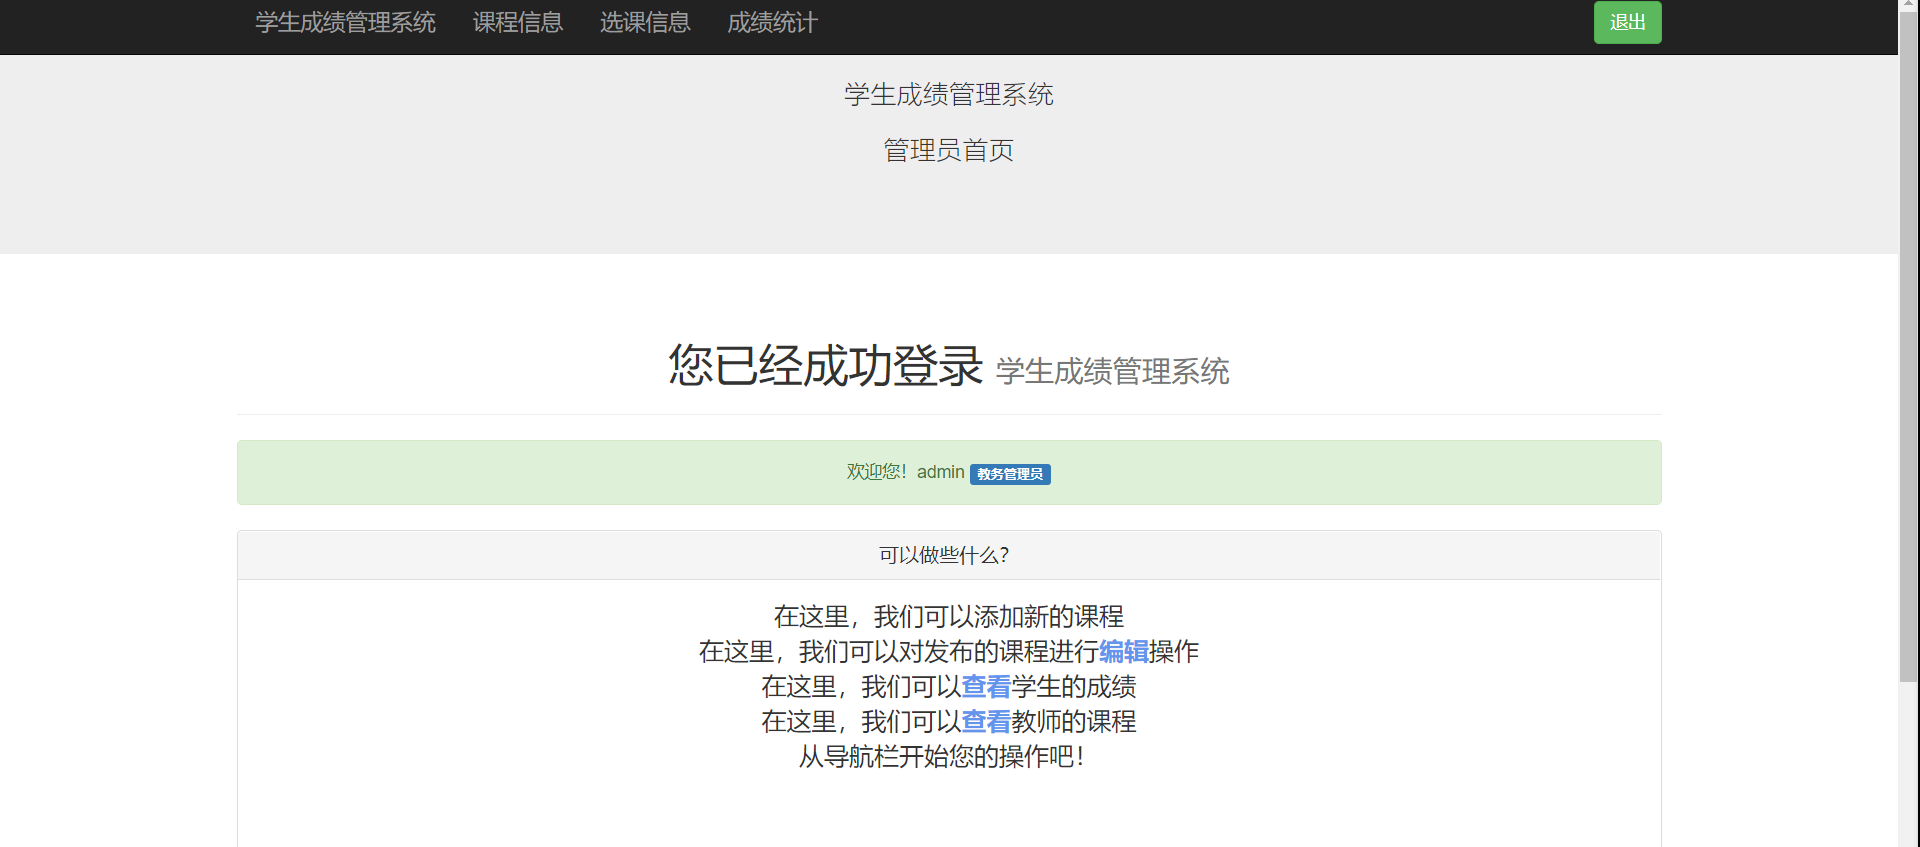 学生成绩管理系统 课程信息 选课信息 成绩统计 退出
学生成绩管理系统
管理员首页
您已经成功登录 学生成绩管理系统
欢迎您！admin 教务管理员
可以做些什么？
在这里，我们可以添加新的课程
在这里，我们可以对发布的课程进行编辑操作
在这里，我们可以查看学生的成绩
在这里，我们可以查看教师的课程
从导航栏开始您的操作吧！